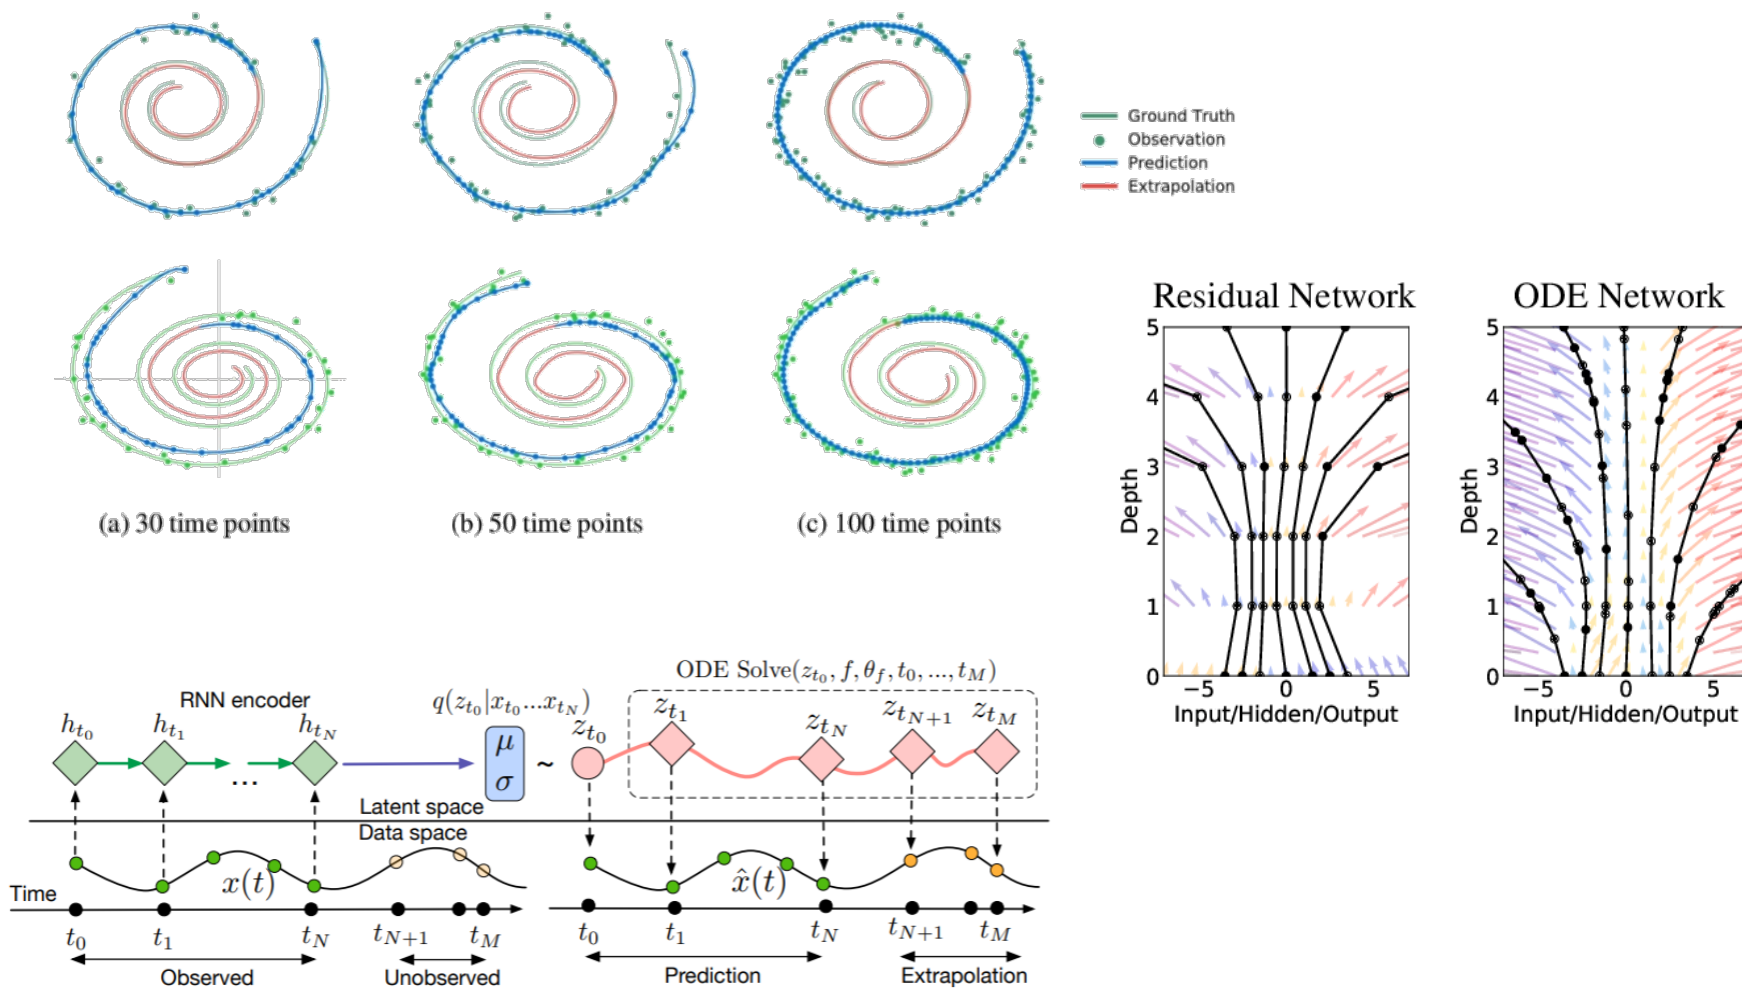 Ground Truth
Observation
Prediction
Extrapolation
(a) 30 time points
(b) 50 time points
(c) 100 time points
Residual Network
5
4
3
2
1
0
Depth
−5 0 5
Input/Hidden/Output
ODE Network
5
4
3
2
1
0
Depth
−5 0 5
Input/Hidden/Output
RNN encoder
h_{t_0} h_{t_1} h_{t_N}
...
q(z_{t_0}|x_{t_0}...x_{t_N})
μ
σ
~
ODE Solve(z_{t_0}, f, θ_f, t_0, ..., t_M)
z_{t_0} z_{t_1} z_{t_N} z_{t_{N+1}} z_{t_M}
Latent space
Data space
x(t)
x̂(t)
Time
t_0 t_1 t_N t_{N+1} t_M
Observed Unobserved
t_0 t_1 t_N t_{N+1} t_M
Prediction Extrapolation